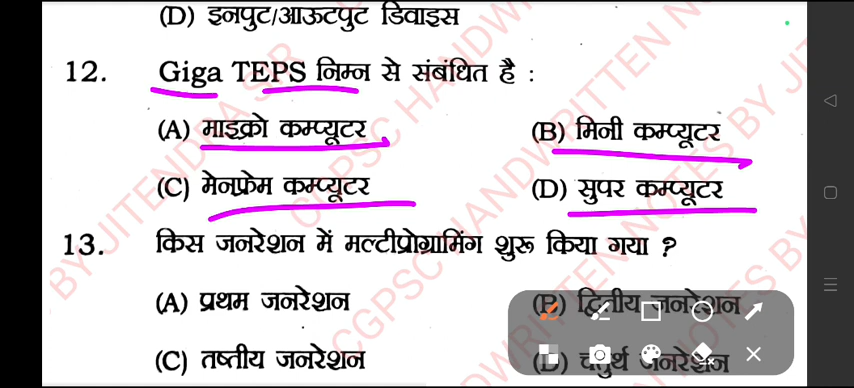 (D) इनपुट/आऊटपुट डिवाइस
12. Giga TEPS निम्न से संबंधित है :
(A) माइक्रो कम्प्यूटर (B) मिनी कम्प्यूटर
(C) मेनफ्रेम कम्प्यूटर (D) सुपर कम्प्यूटर
13. किस जनरेशन में मल्टीप्रोग्रामिंग शुरू किया गया ?
(A) प्रथम जनरेशन (B) द्वितीय जनरेशन
(C) तष्तीय जनरेशन (D) चतुर्थ जनरेशन